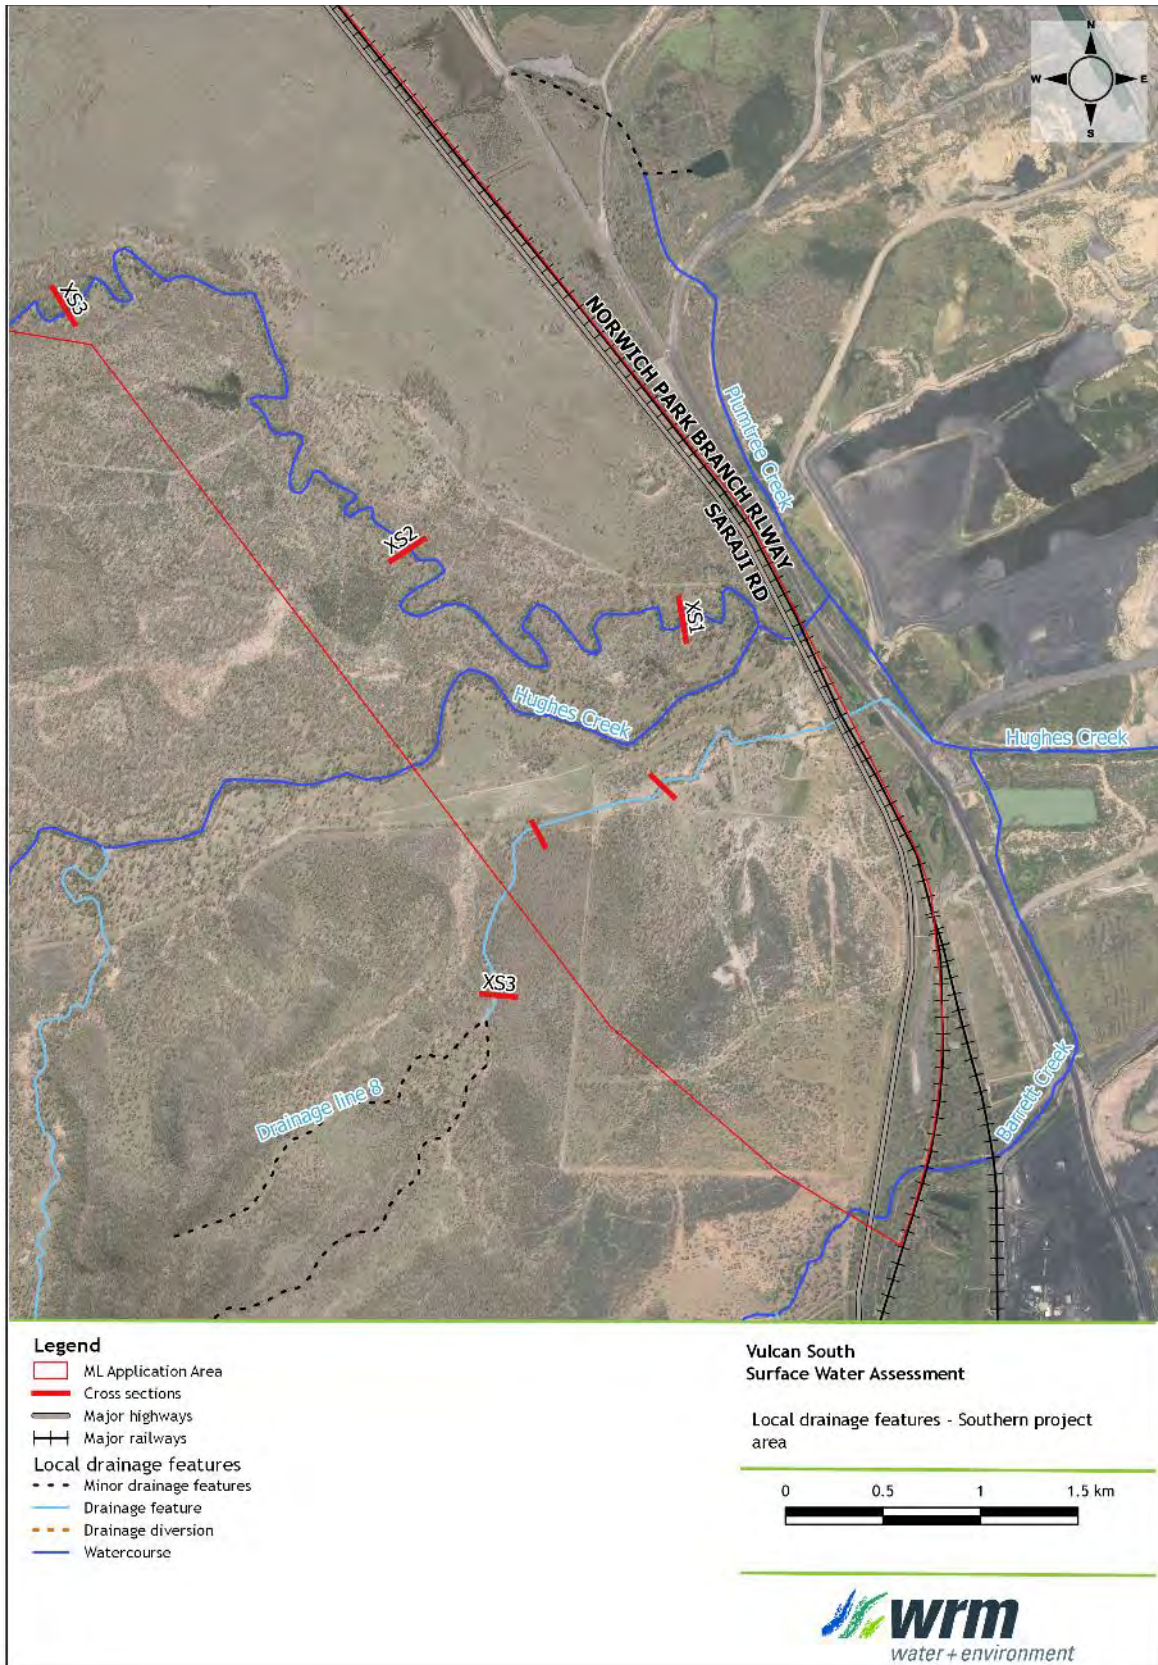 N
W
E
S
XS3
NORWICH PARK BRANCH RLWAY
SARAJI RD
Plumtree Creek
XS2
XS1
Hughes Creek
Hughes Creek
XS3
Drainage line 8
Barrett Creek
Legend
ML Application Area
Cross sections
Major highways
Major railways
Local drainage features
Minor drainage features
Drainage feature
Drainage diversion
Watercourse
Vulcan South
Surface Water Assessment
Local drainage features - Southern project
area
0 0.5 1 1.5 km
wrm
water + environment